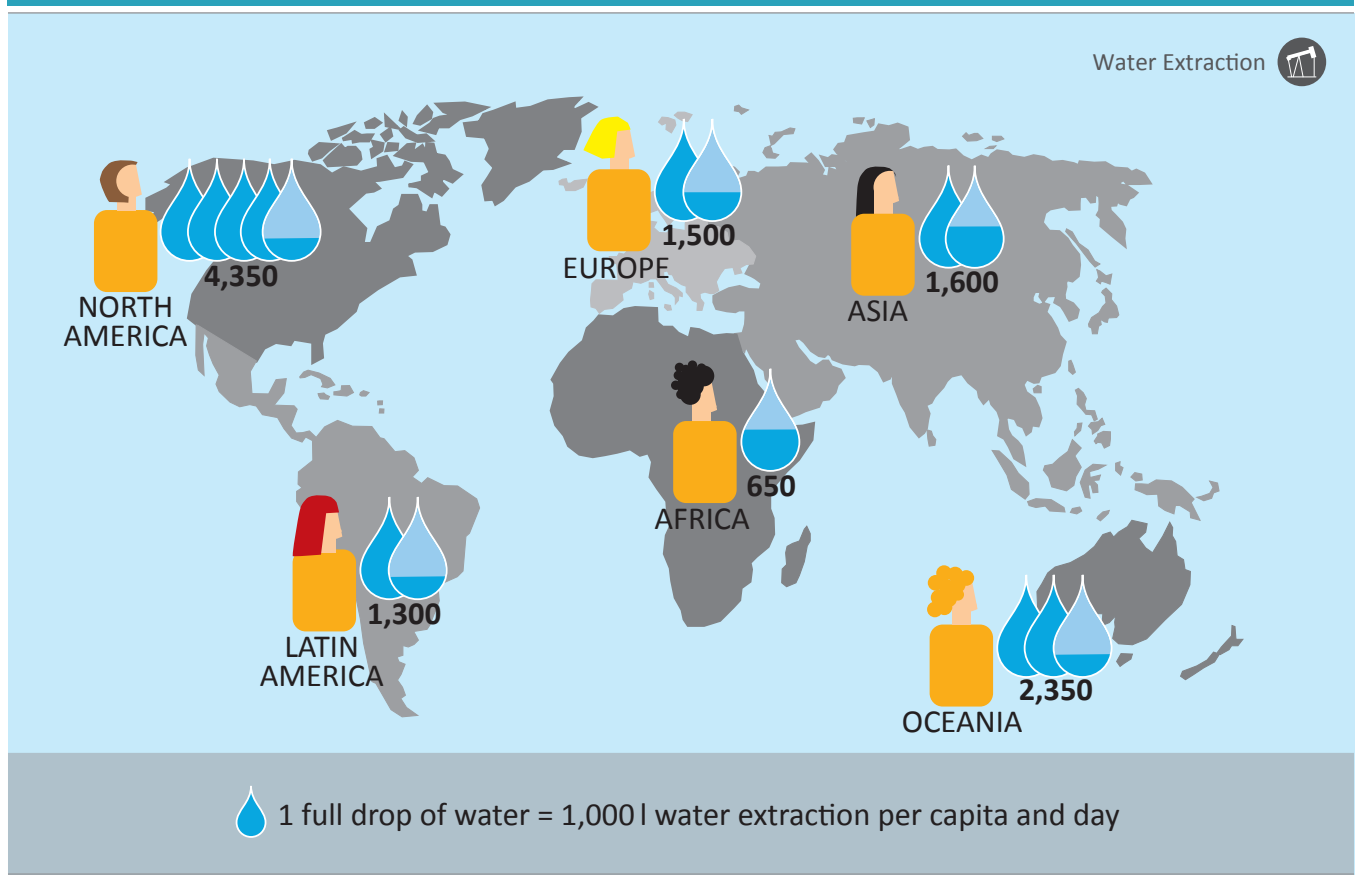 Water Extraction
4,350
NORTH
AMERICA
1,500
EUROPE
1,600
ASIA
650
AFRICA
1,300
LATIN
AMERICA
2,350
OCEANIA
1 full drop of water = 1,000 l water extraction per capita and day